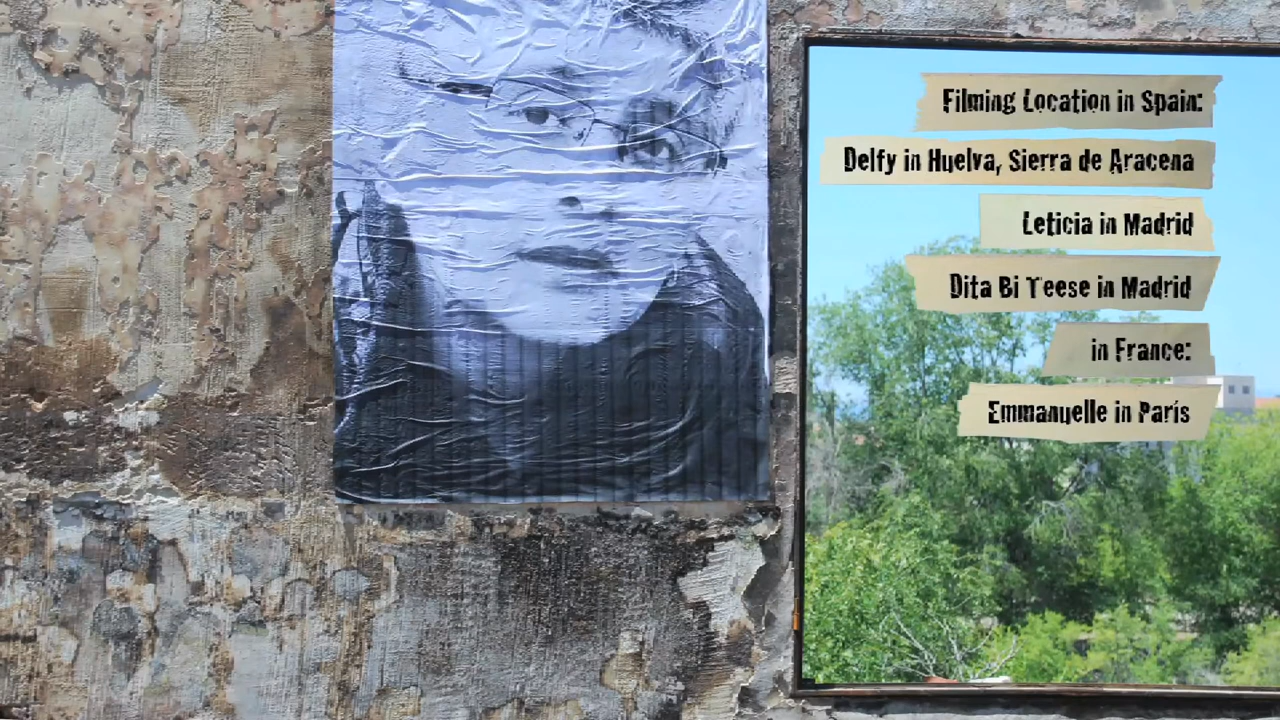 Filming Location in Spain:
Delfy in Huelva, Sierra de Aracena
Leticia in Madrid
Dita Bi Teese in Madrid
in France:
Emmanuelle in París